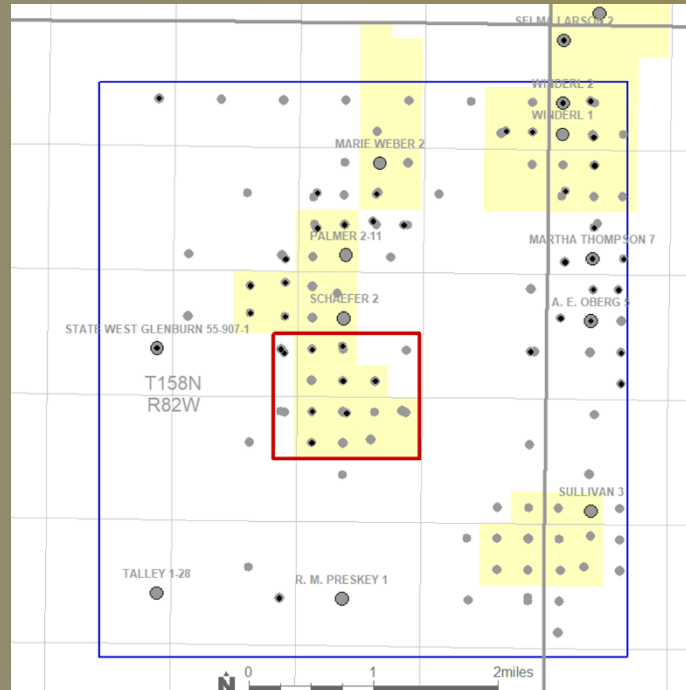 SELMA LARSON 2
WINDERL 2
WINDERL 1
MARIE WEBER 2
PALMER 2-11
MARTHA THOMPSON 7
SCHAEFER 2
A. E. OBERG 5
STATE WEST GLENBURN 55-907-1
T158N
R82W
SULLIVAN 3
TALLEY 1-28
R. M. PRESKEY 1
N
0 1 2miles